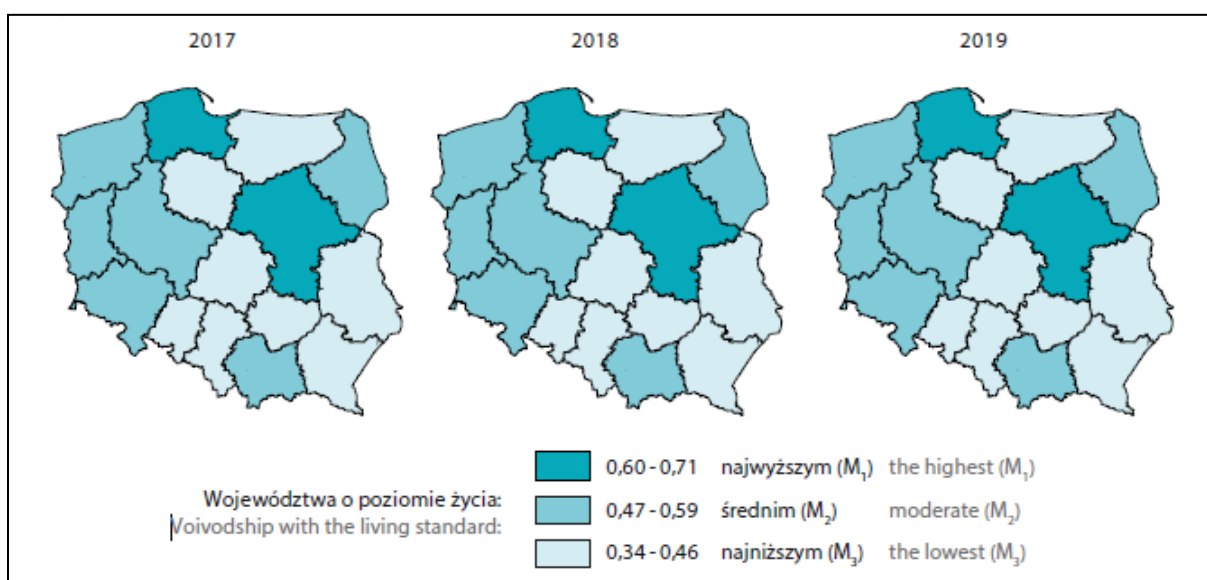 2017 2018 2019
0,60 - 0,71 najwyższym (M₁) the highest (M₁)
Województwa o poziomie życia:
Voivodship with the living standard:
0,47 - 0,59 średnim (M₂) moderate (M₂)
0,34 - 0,46 najniższym (M₃) the lowest (M₃)